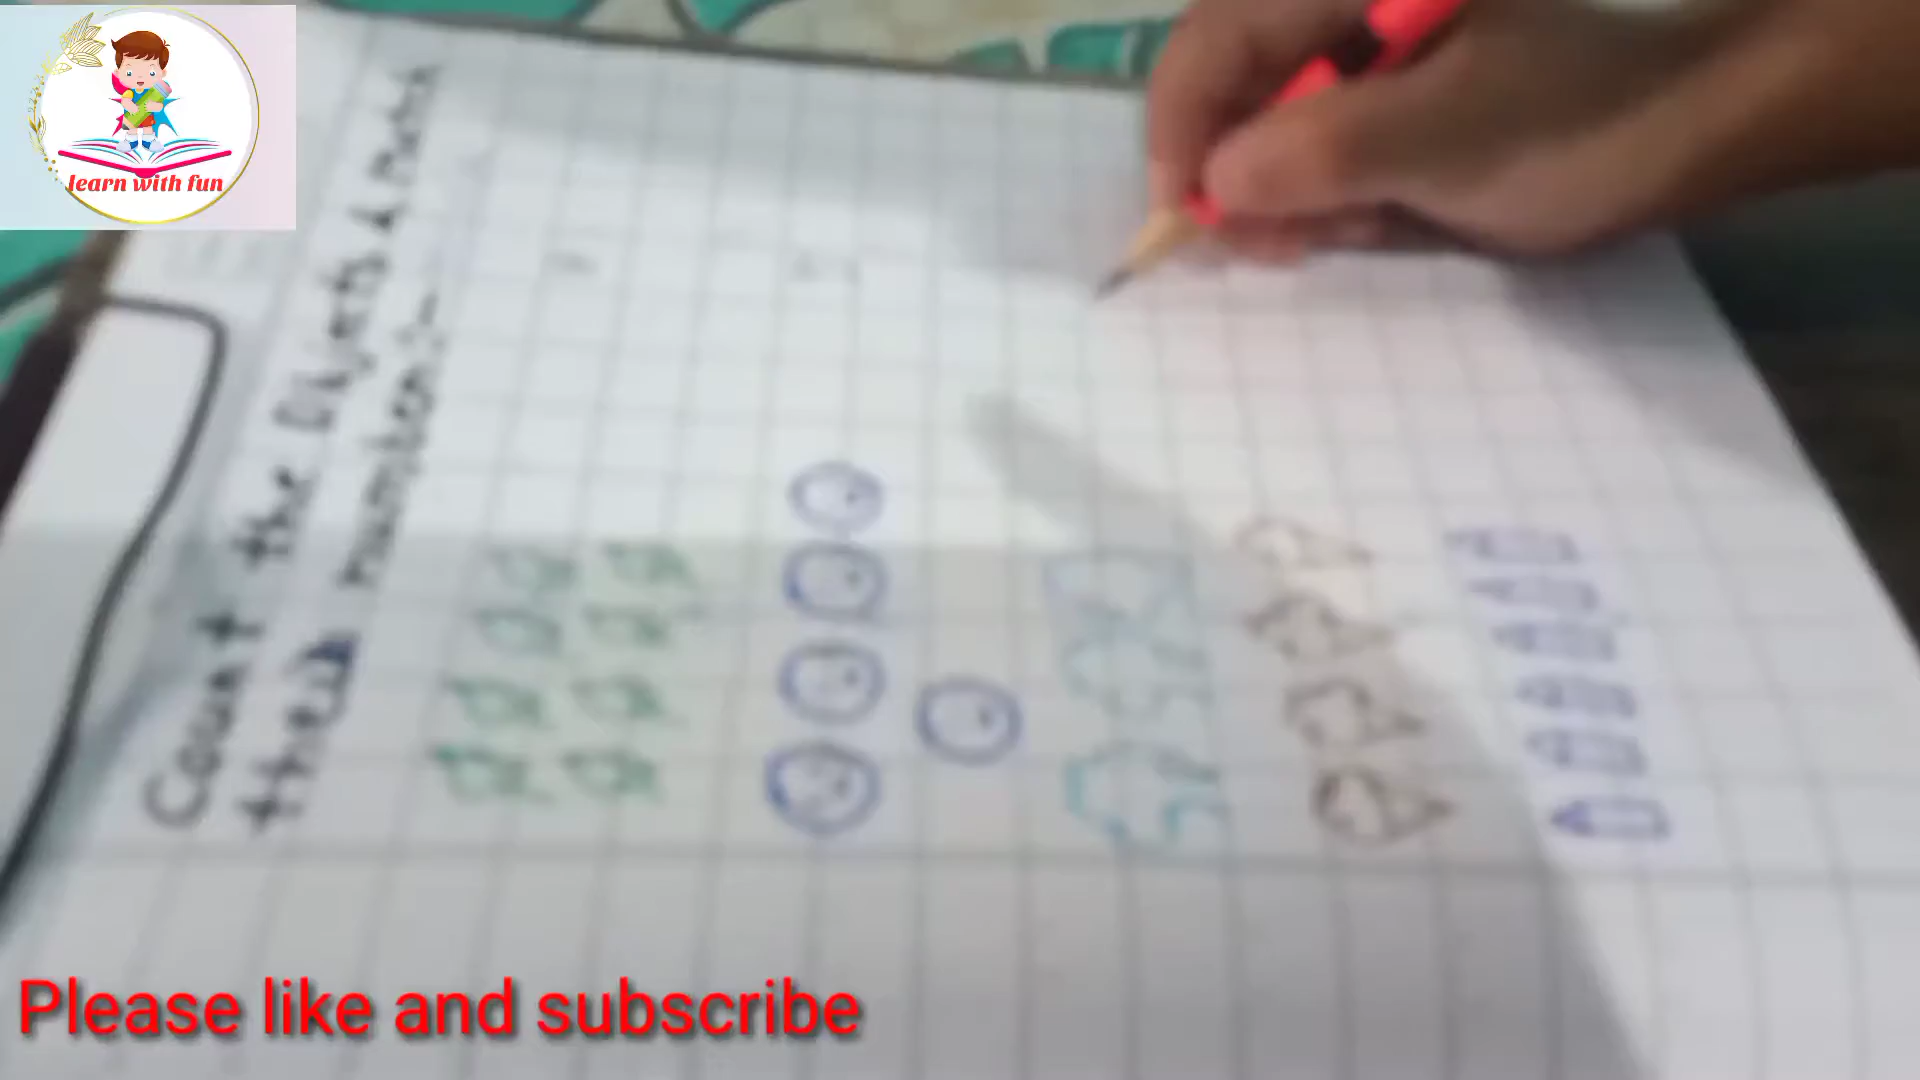 learn with fun
Count the Objects & match
their number:-
Please like and subscribe